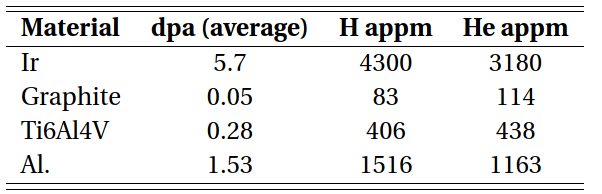 Material dpa (average) H appm He appm
Ir 5.7 4300 3180
Graphite 0.05 83 114
Ti6Al4V 0.28 406 438
Al. 1.53 1516 1163